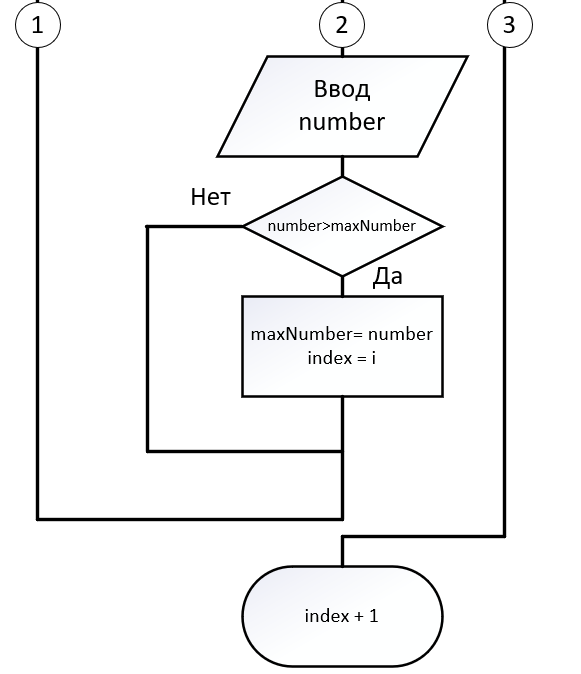 1
2
3
Ввод
number
Нет
number>maxNumber
Да
maxNumber= number
index = i
index + 1